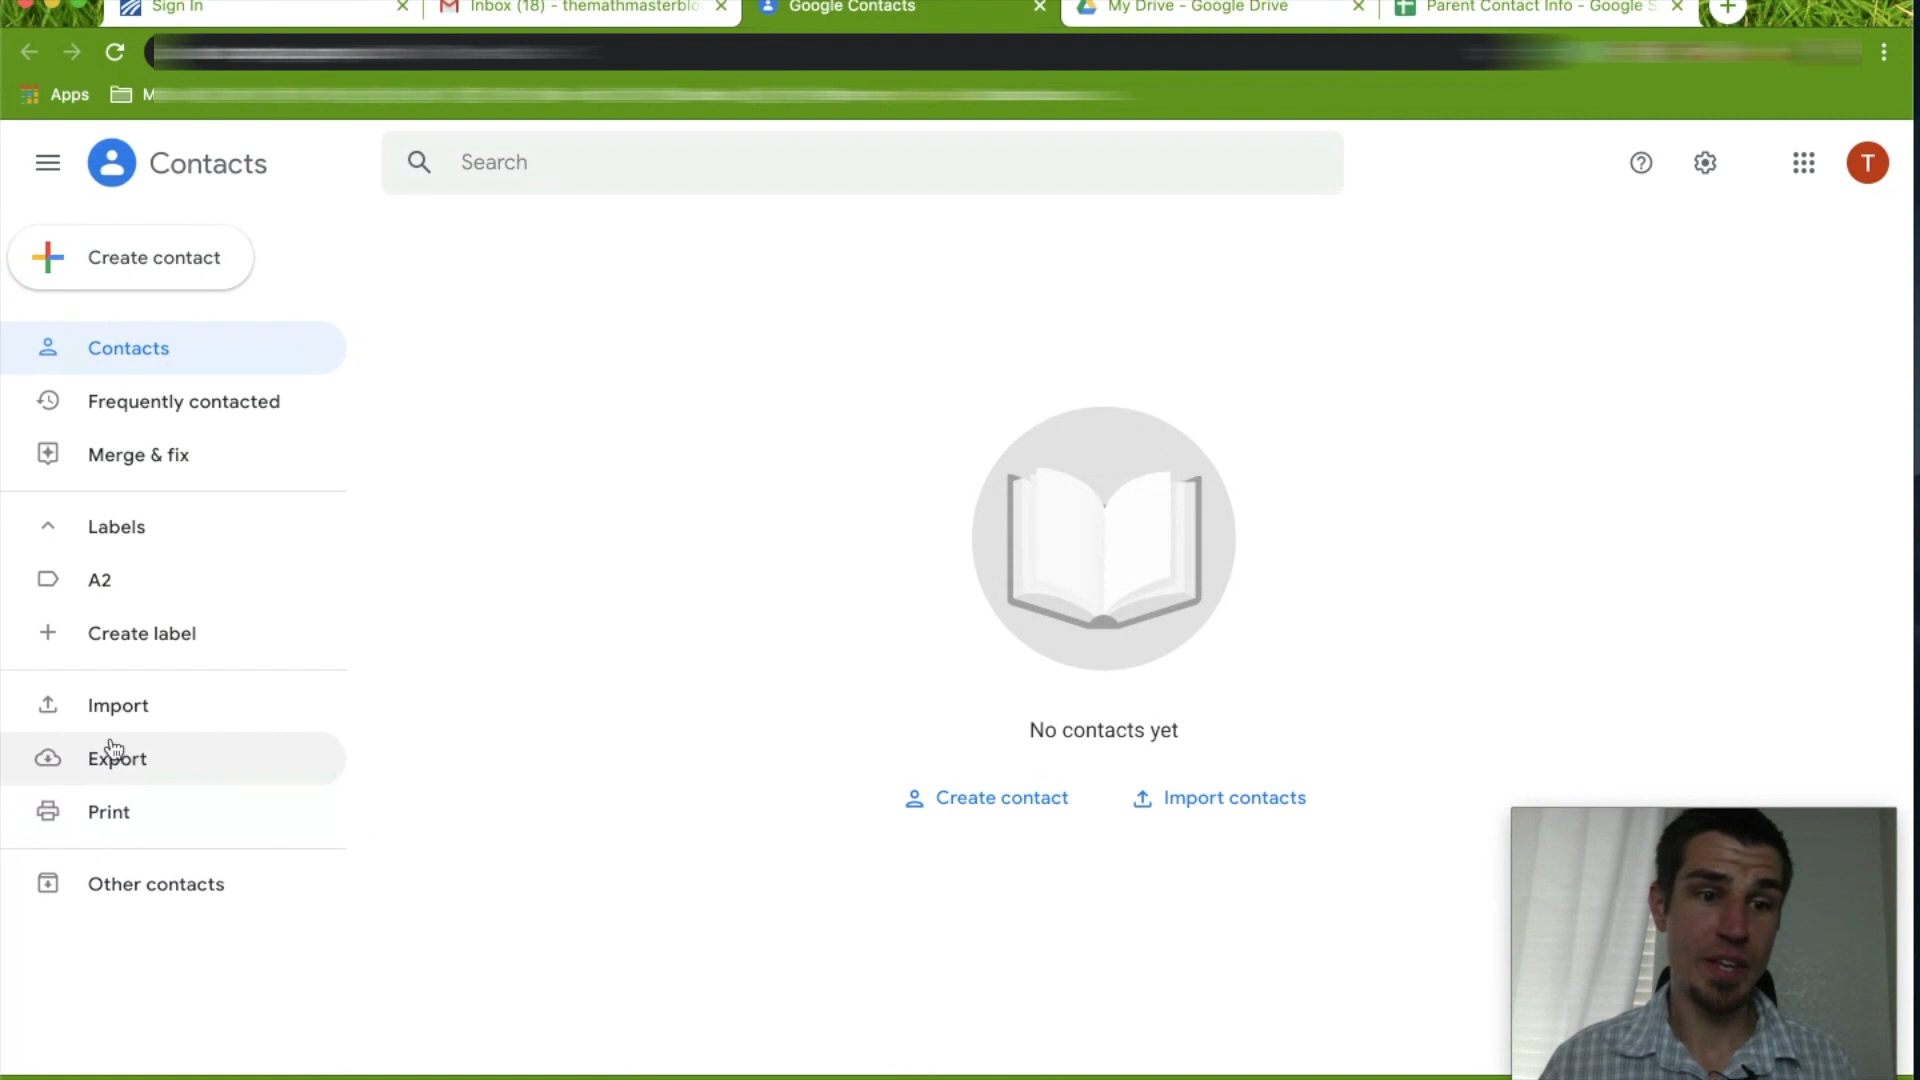 Sign In
Inbox (18) - themathmasterblo
Google Contacts
My Drive - Google Drive
Parent Contact Info - Google S
Apps
M
Contacts
Search
T
Create contact
Contacts
Frequently contacted
Merge & fix
Labels
A2
Create label
Import
Export
Print
Other contacts
No contacts yet
Create contact
Import contacts